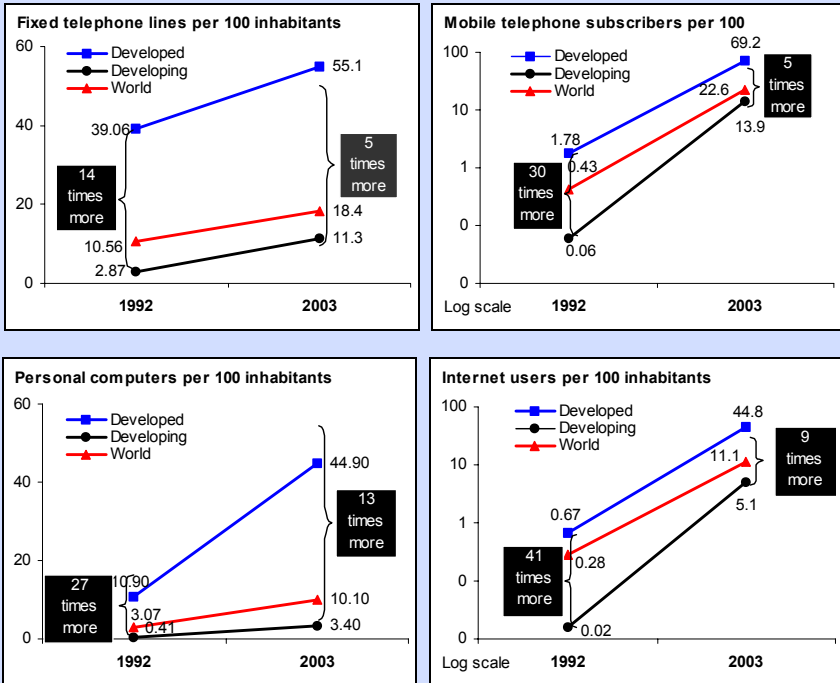 Fixed telephone lines per 100 inhabitants
60
Developed
Developing
World
55.1
40
39.06
14
times
more
5
times
more
20
18.4
10.56
11.3
2.87
0
1992
2003
Mobile telephone subscribers per 100
100
Developed
Developing
World
69.2
5
times
more
22.6
10
13.9
1.78
1
0.43
30
times
more
0
0.06
0
Log scale
1992
2003
Personal computers per 100 inhabitants
60
Developed
Developing
World
44.90
40
13
times
more
20
10.90
27
times
more
3.07
0.41
10.10
3.40
0
1992
2003
Internet users per 100 inhabitants
100
Developed
Developing
World
44.8
9
times
more
11.1
10
5.1
0.67
1
0.28
41
times
more
0
0.02
0
Log scale
1992
2003